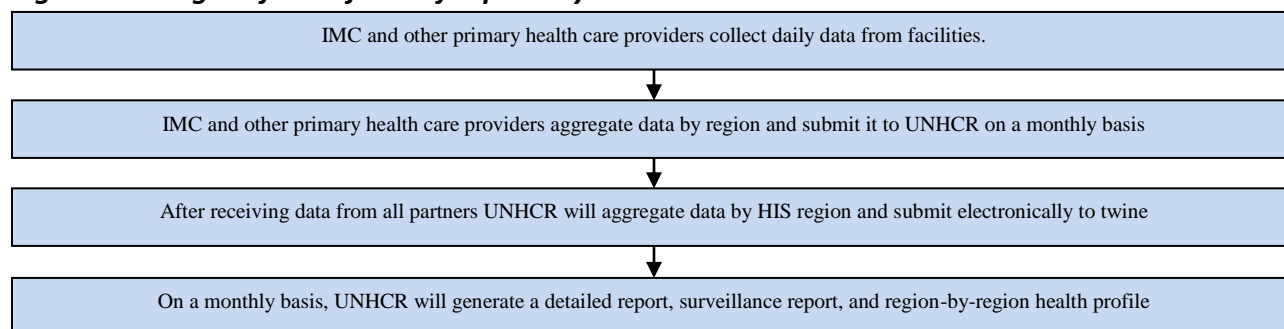 IMC and other primary health care providers collect daily data from facilities.
IMC and other primary health care providers aggregate data by region and submit it to UNHCR on a monthly basis
After receiving data from all partners UNHCR will aggregate data by HIS region and submit electronically to twine
On a monthly basis, UNHCR will generate a detailed report, surveillance report, and region-by-region health profile